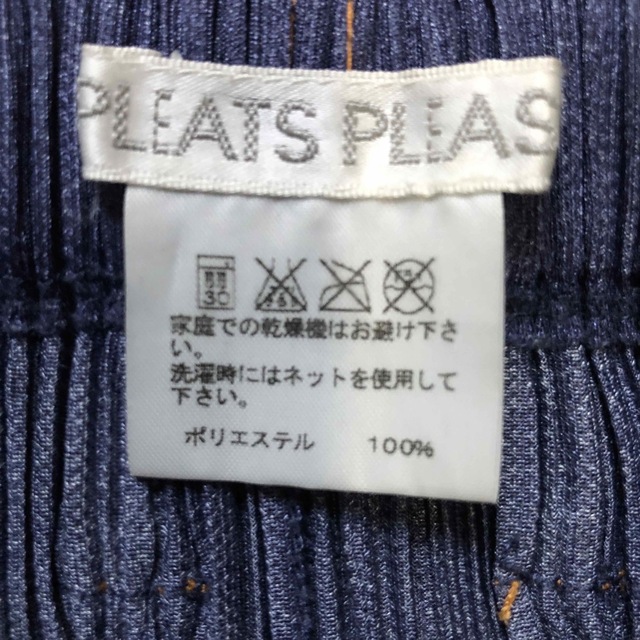 PLEATS PLEAS
30
家庭での乾燥機はお避け下さ
い。
洗濯時にはネットを使用して
下さい。
ポリエステル 100%